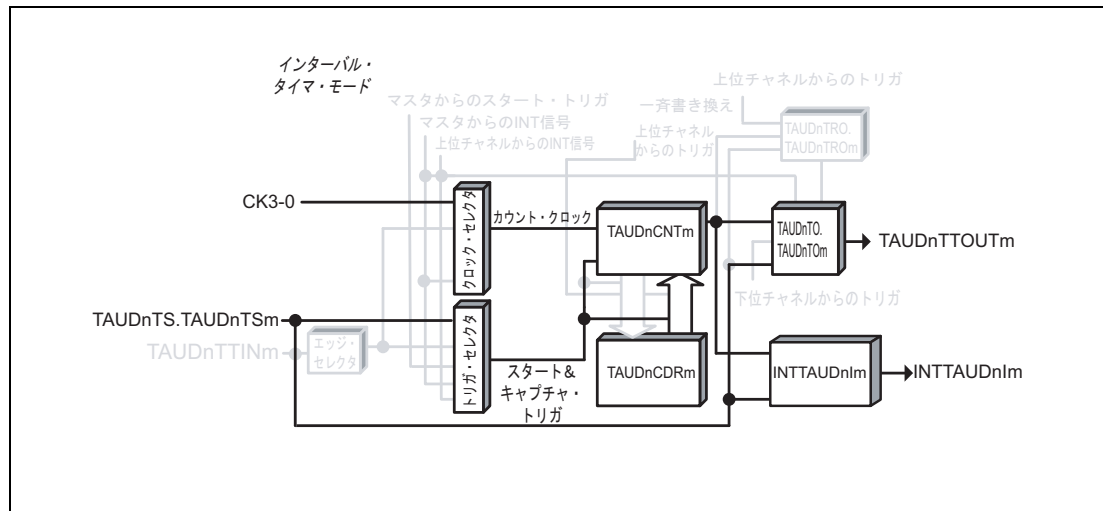 インターバル・
タイマ・モード
上位チャネルからのトリガ
マスタからのスタート・トリガ
一斉書き換え
マスタからのINT信号
上位チャネルからのINT信号
上位チャネル
からのトリガ
TAUDnTRO.
TAUDnTROm
CK3-0
クロック・セレクタ
カウント・クロック
TAUDnCNTm
TAUDnTO.
TAUDnTOm
TAUDnTTOUTm
下位チャネルからのトリガ
TAUDnTS.TAUDnTSm
TAUDnTTINm
エッジ・
セレクタ
トリガ・セレクタ
スタート&
キャプチャ・
トリガ
TAUDnCDRm
INTTAUDnIm
INTTAUDnIm